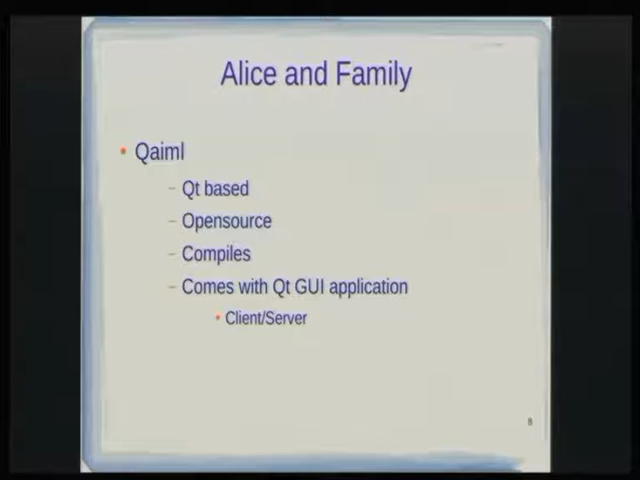 Alice and Family
• Qaiml
– Qt based
– Opensource
– Compiles
– Comes with Qt GUI application
• Client/Server
8